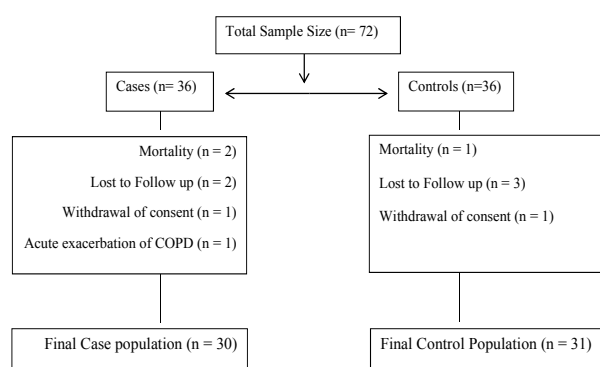 Total Sample Size (n= 72)
Cases (n= 36)
Controls (n=36)
Mortality (n = 2)
Lost to Follow up (n = 2)
Withdrawal of consent (n = 1)
Acute exacerbation of COPD (n = 1)
Mortality (n = 1)
Lost to Follow up (n = 3)
Withdrawal of consent (n = 1)
Final Case population (n = 30)
Final Control Population (n = 31)